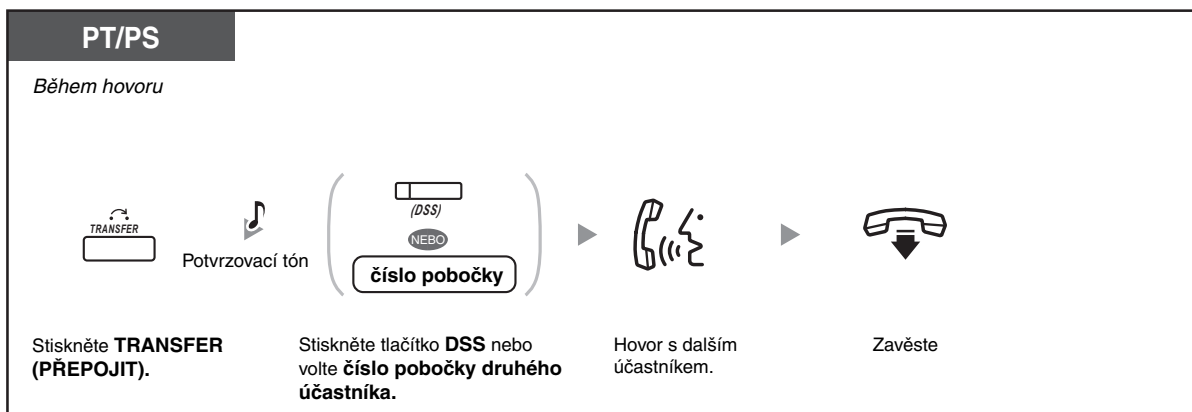 PT/PS
Během hovoru
TRANSFER
Potvrzovací tón
(DSS)
NEBO
číslo pobočky
Stiskněte TRANSFER
(PŘEPOJIT).
Stiskněte tlačítko DSS nebo
volte číslo pobočky druhého
účastníka.
Hovor s dalším
účastníkem.
Zavěste